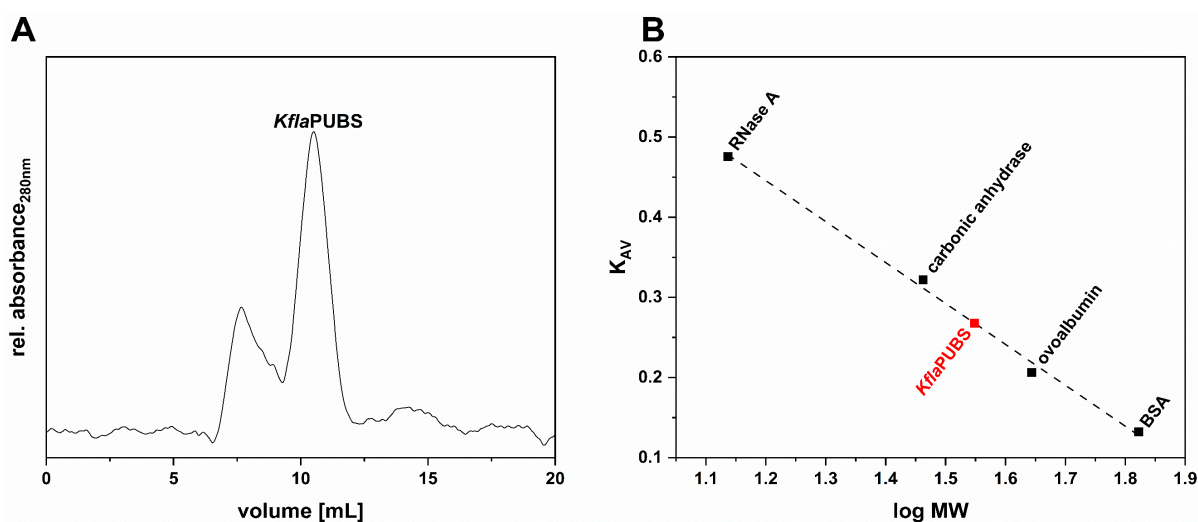 A
KflaPUBS
rel. absorbance280nm
0
5
10
15
20
volume [mL]
B
0.6
0.5
0.4
0.3
0.2
0.1
KAV
RNase A
carbonic anhydrase
KflaPUBS
ovoalbumin
BSA
1.1
1.2
1.3
1.4
1.5
1.6
1.7
1.8
1.9
log MW